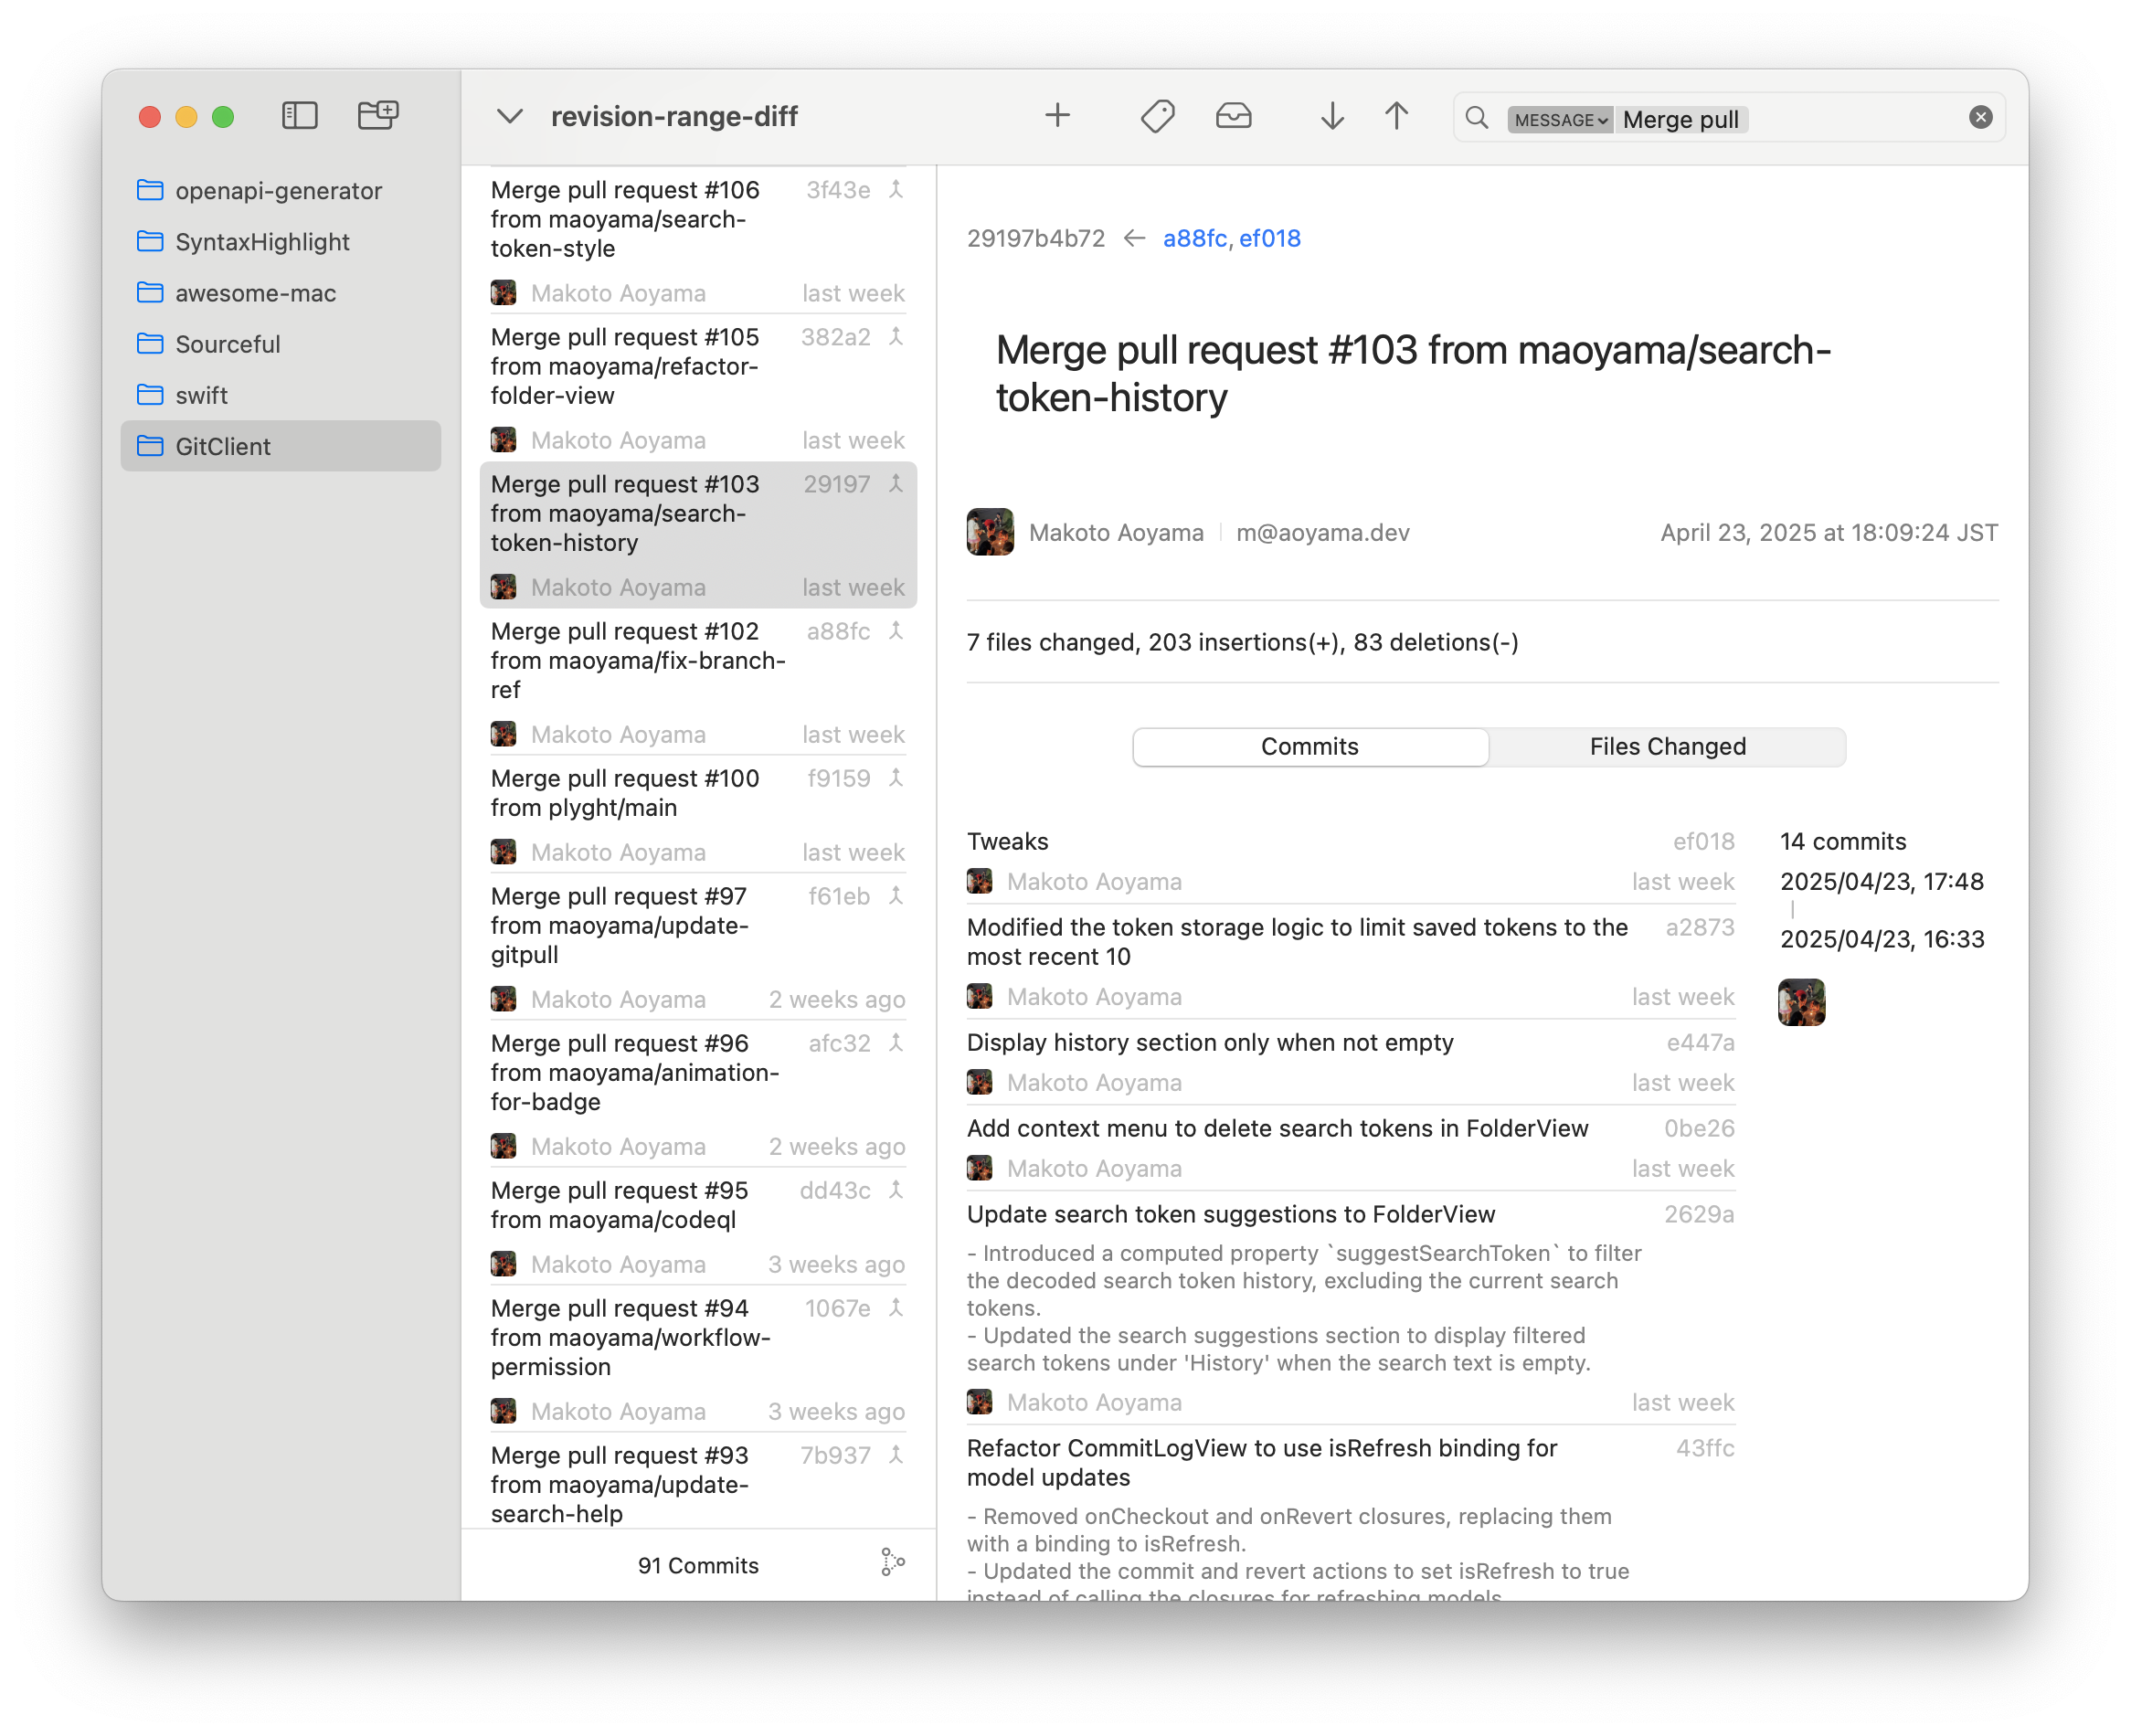 openapi-generator
SyntaxHighlight
awesome-mac
Sourceful
swift
GitClient
revision-range-diff
MESSAGE Merge pull
Merge pull request #106 3f43e
from maoyama/search-
token-style
Makoto Aoyama last week
Merge pull request #105 382a2
from maoyama/refactor-
folder-view
Makoto Aoyama last week
Merge pull request #103 29197
from maoyama/search-
token-history
Makoto Aoyama last week
Merge pull request #102 a88fc
from maoyama/fix-branch-
ref
Makoto Aoyama last week
Merge pull request #100 f9159
from plyght/main
Makoto Aoyama last week
Merge pull request #97 f61eb
from maoyama/update-
gitpull
Makoto Aoyama 2 weeks ago
Merge pull request #96 afc32
from maoyama/animation-
for-badge
Makoto Aoyama 2 weeks ago
Merge pull request #95 dd43c
from maoyama/codeql
Makoto Aoyama 3 weeks ago
Merge pull request #94 1067e
from maoyama/workflow-
permission
Makoto Aoyama 3 weeks ago
Merge pull request #93 7b937
from maoyama/update-
search-help
91 Commits
29197b4b72 ← a88fc, ef018
Merge pull request #103 from maoyama/search-
token-history
Makoto Aoyama m@aoyama.dev April 23, 2025 at 18:09:24 JST
7 files changed, 203 insertions(+), 83 deletions(-)
Commits Files Changed
Tweaks ef018
Makoto Aoyama last week
Modified the token storage logic to limit saved tokens to the a2873
most recent 10
Makoto Aoyama last week
Display history section only when not empty e447a
Makoto Aoyama last week
Add context menu to delete search tokens in FolderView 0be26
Makoto Aoyama last week
Update search token suggestions to FolderView 2629a
- Introduced a computed property `suggestSearchToken` to filter
the decoded search token history, excluding the current search
tokens.
- Updated the search suggestions section to display filtered
search tokens under 'History' when the search text is empty.
Makoto Aoyama last week
Refactor CommitLogView to use isRefresh binding for 43ffc
model updates
- Removed onCheckout and onRevert closures, replacing them
with a binding to isRefresh.
- Updated the commit and revert actions to set isRefresh to true
instead of calling the closures for refreshing models.
14 commits
2025/04/23, 17:48
2025/04/23, 16:33